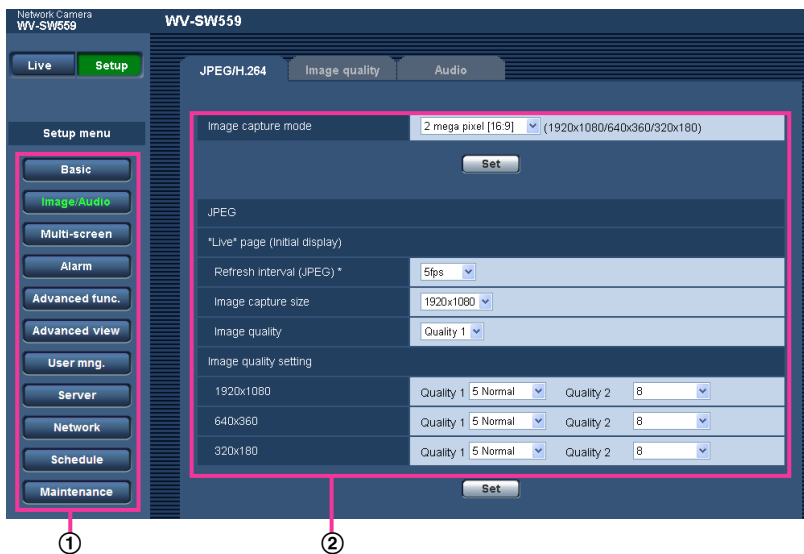 Network Camera
WV-SW559
WV-SW559
Live
Setup
JPEG/H.264
Image quality
Audio
Setup menu
Basic
Image/Audio
Multi-screen
Alarm
Advanced func.
Advanced view
User mng.
Server
Network
Schedule
Maintenance
Image capture mode
2 mega pixel [16:9]
(1920x1080/640x360/320x180)
Set
JPEG
"Live" page (Initial display)
Refresh interval (JPEG) *
5fps
Image capture size
1920x1080
Image quality
Quality 1
Image quality setting
1920x1080
Quality 1 5 Normal Quality 2 8
640x360
Quality 1 5 Normal Quality 2 8
320x180
Quality 1 5 Normal Quality 2 8
Set
①
②